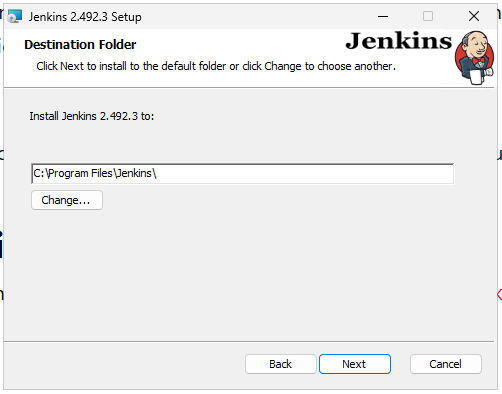 Jenkins 2.492.3 Setup
Destination Folder
Click Next to install to the default folder or click Change to choose another.
Jenkins
Install Jenkins 2.492.3 to:
C:\Program Files\Jenkins\
Change...
Back
Next
Cancel